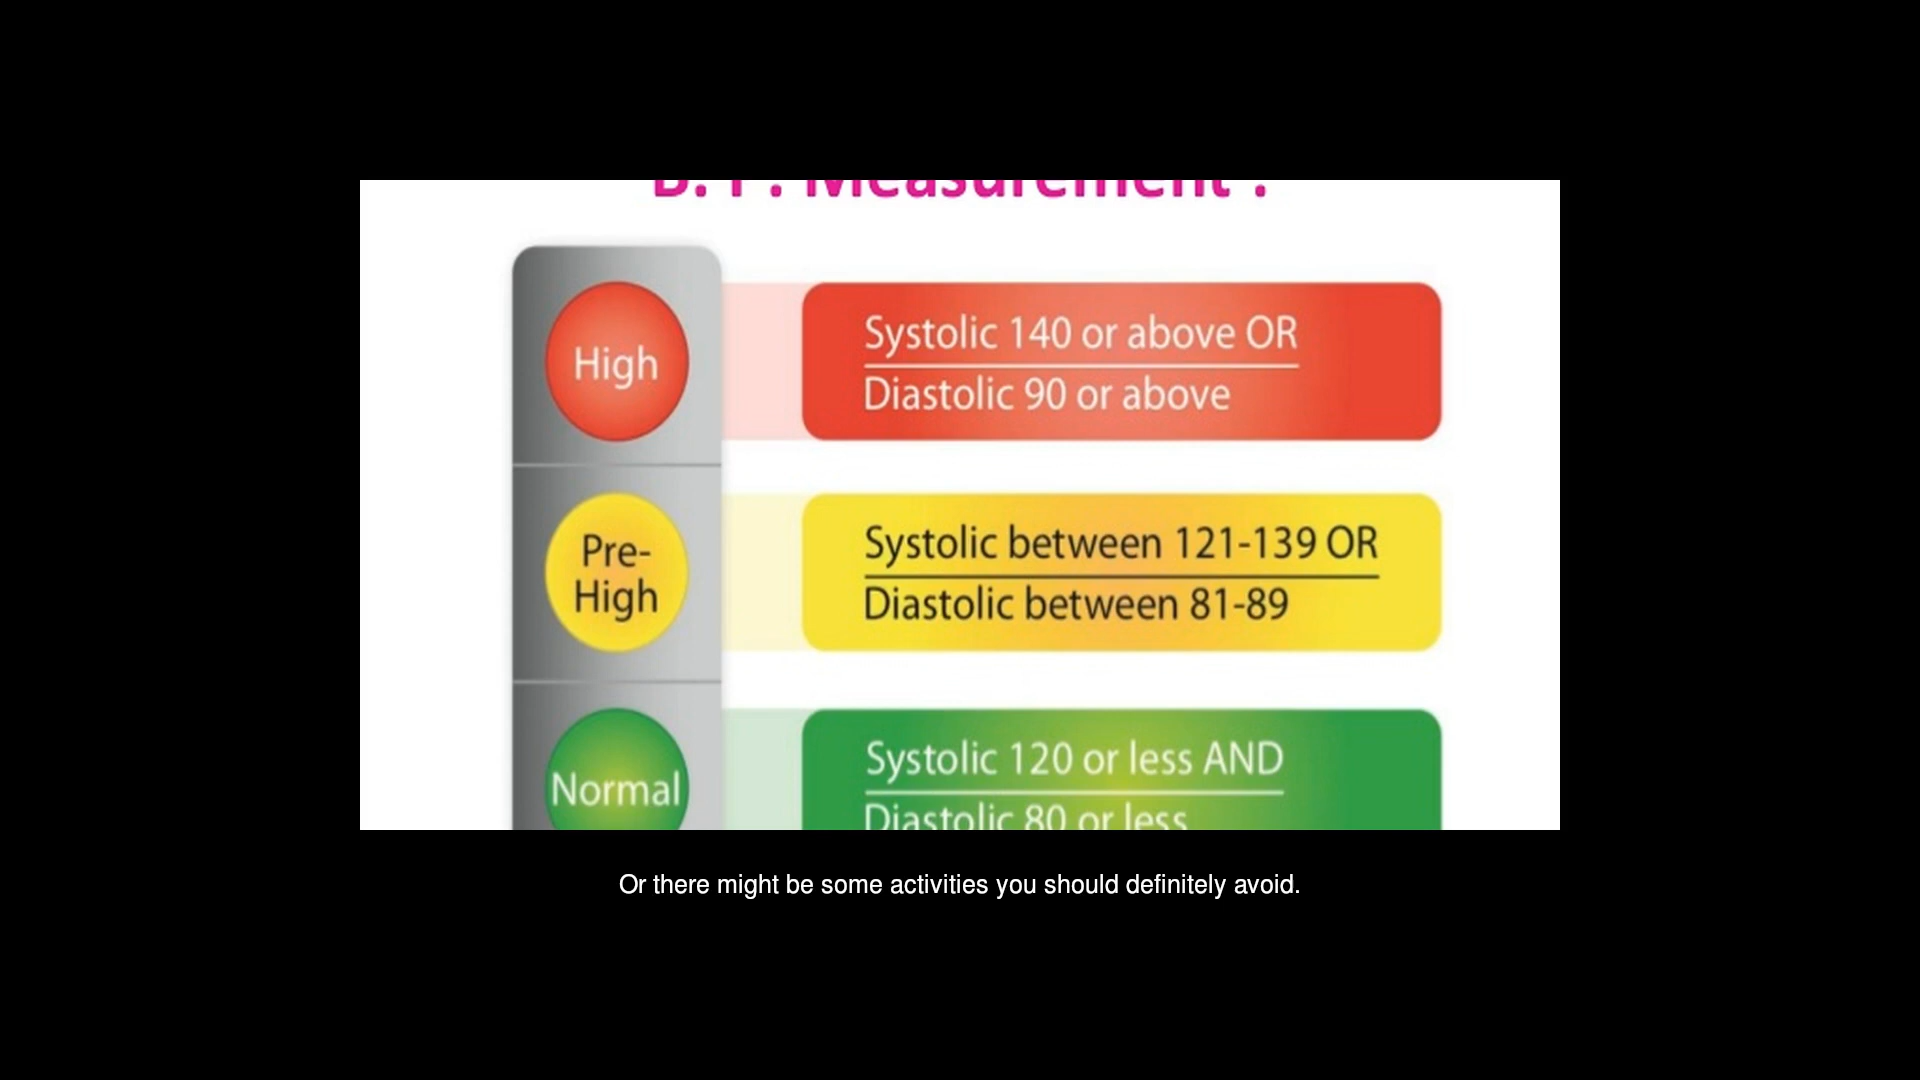 B. P. Measurement :
High
Systolic 140 or above OR
Diastolic 90 or above
Pre-
High
Systolic between 121-139 OR
Diastolic between 81-89
Normal
Systolic 120 or less AND
Diastolic 80 or less
Or there might be some activities you should definitely avoid.